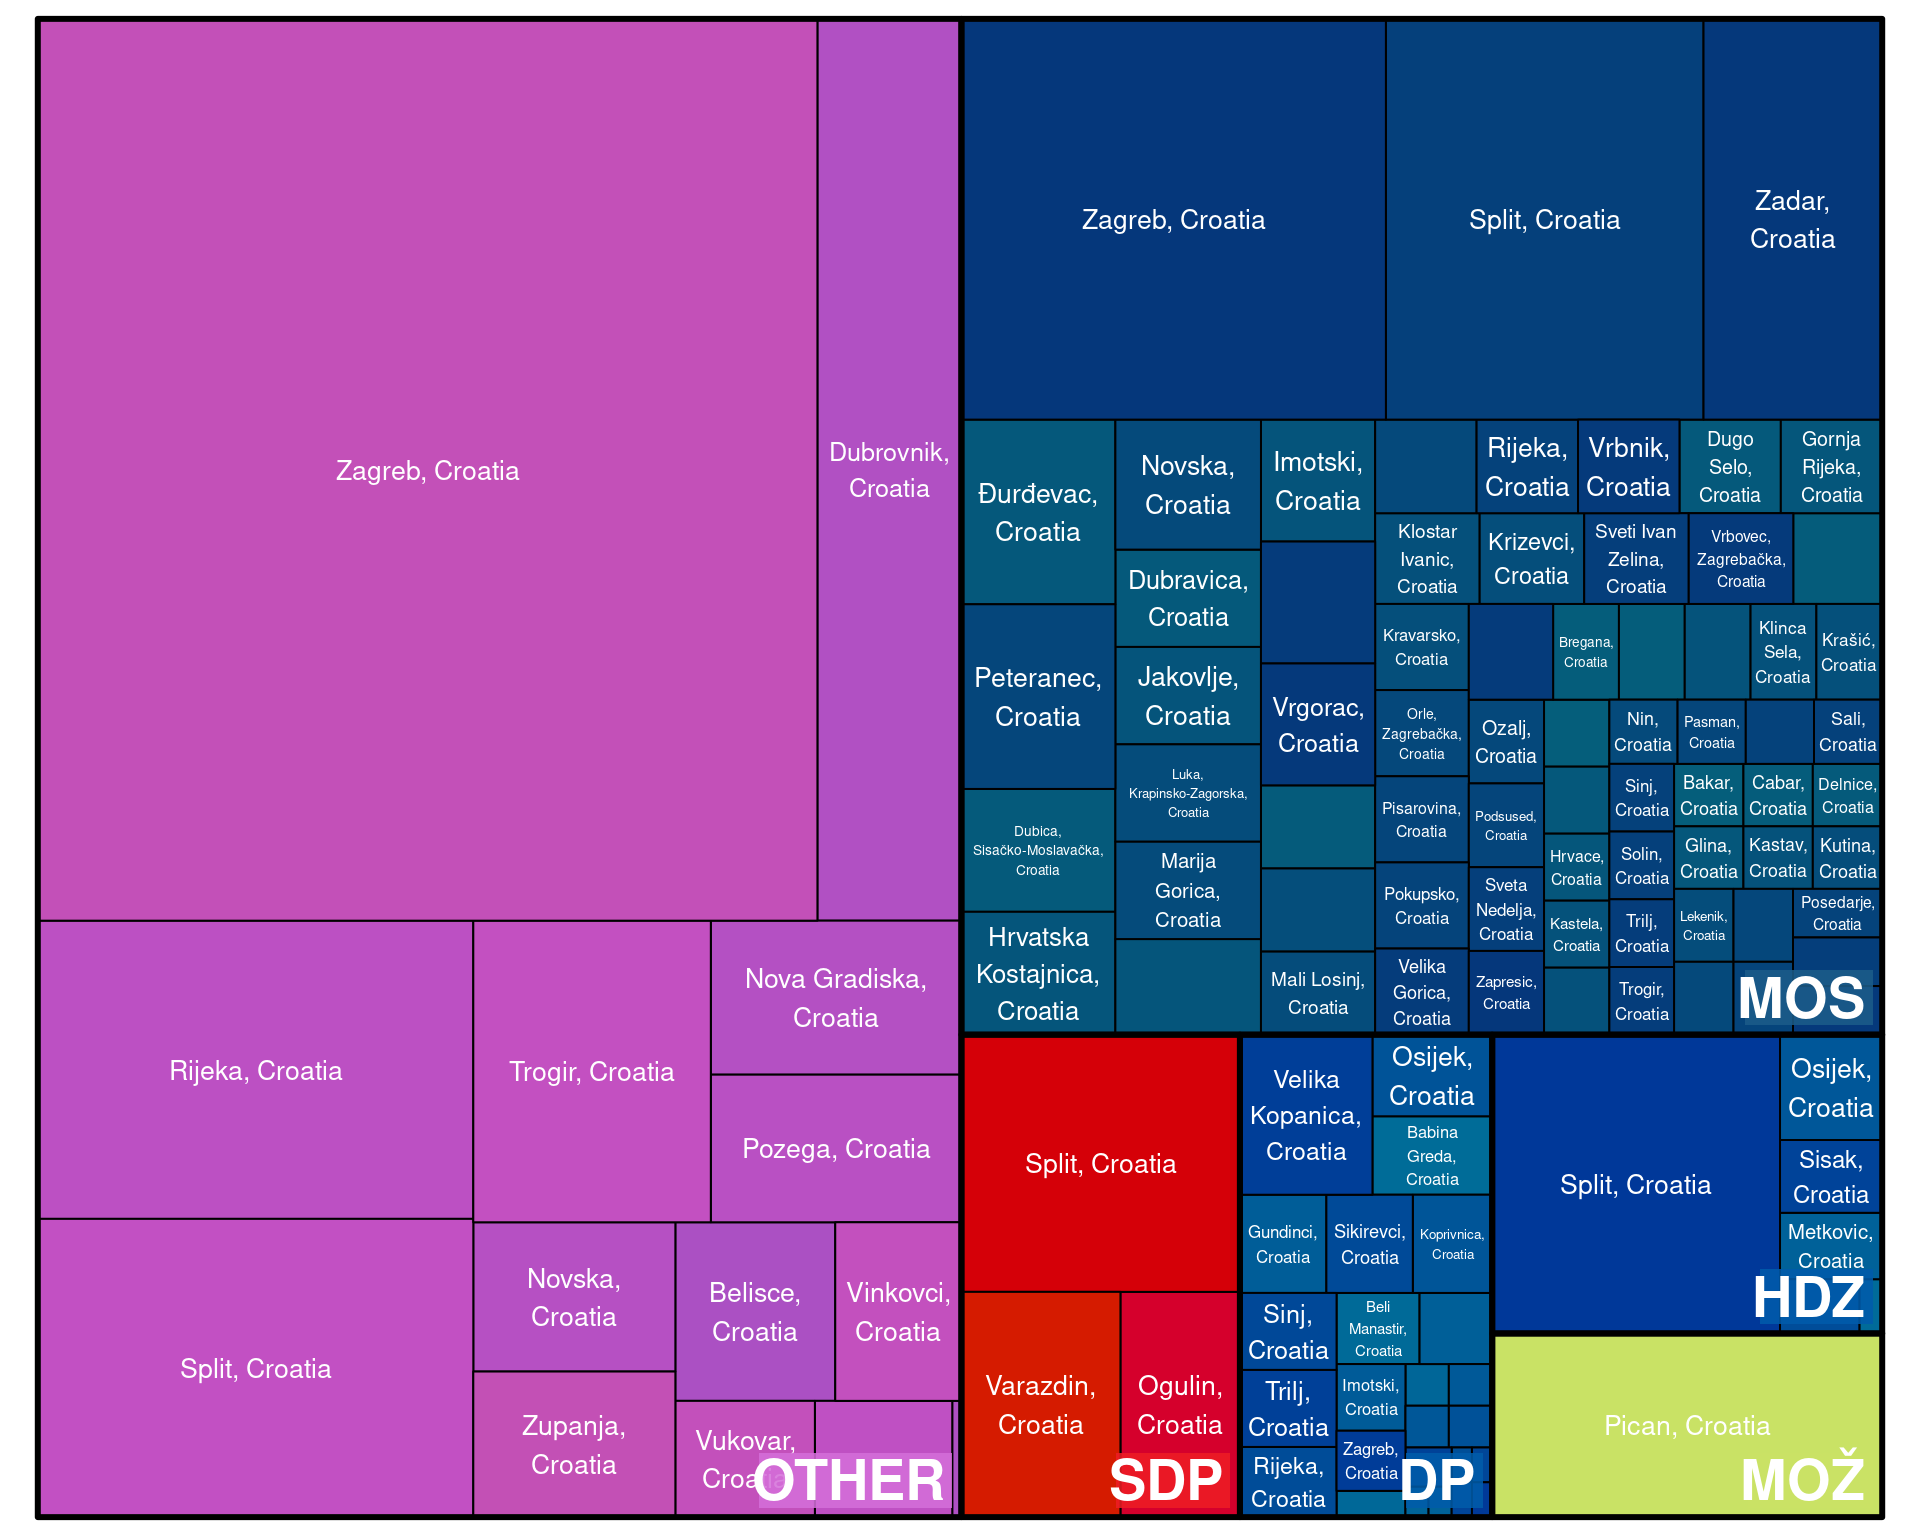 Zagreb, Croatia
Dubrovnik,
Croatia
Rijeka, Croatia
Split, Croatia
Trogir, Croatia
Nova Gradiska,
Croatia
Pozega, Croatia
Novska,
Croatia
Zupanja,
Croatia
Belisce,
Croatia
Vinkovci,
Croatia
Vukovar,
Croatia
OTHER
Zagreb, Croatia
Split, Croatia
Zadar,
Croatia
Đurđevac,
Croatia
Peteranec,
Croatia
Dubica,
Sisačko-Moslavačka,
Croatia
Hrvatska
Kostajnica,
Croatia
Novska,
Croatia
Dubravica,
Croatia
Jakovlje,
Croatia
Luka,
Krapinsko-Zagorska,
Croatia
Marija
Gorica,
Croatia
Imotski,
Croatia
Vrgorac,
Croatia
Mali Losinj,
Croatia
Rijeka,
Croatia
Vrbnik,
Croatia
Dugo
Selo,
Croatia
Gornja
Rijeka,
Croatia
Klostar
Ivanic,
Croatia
Krizevci,
Croatia
Sveti Ivan
Zelina,
Croatia
Vrbovec,
Zagrebačka,
Croatia
Kravarsko,
Croatia
Orle,
Zagrebačka,
Croatia
Pisarovina,
Croatia
Pokupsko,
Croatia
Velika
Gorica,
Croatia
Bregana,
Croatia
Klinca
Sela,
Croatia
Krašić,
Croatia
Ozalj,
Croatia
Podsused,
Croatia
Sveta
Nedelja,
Croatia
Zapresic,
Croatia
Hrvace,
Croatia
Kastela,
Croatia
Nin,
Croatia
Pasman,
Croatia
Sali,
Croatia
Sinj,
Croatia
Solin,
Croatia
Trilj,
Croatia
Trogir,
Croatia
Bakar,
Croatia
Cabar,
Croatia
Delnice,
Croatia
Glina,
Croatia
Kastav,
Croatia
Kutina,
Croatia
Lekenik,
Croatia
Posedarje,
Croatia
MOS
Split, Croatia
Varazdin,
Croatia
Ogulin,
Croatia
SDP
Velika
Kopanica,
Croatia
Osijek,
Croatia
Babina
Greda,
Croatia
Gundinci,
Croatia
Sikirevci,
Croatia
Koprivnica,
Croatia
Sinj,
Croatia
Trilj,
Croatia
Rijeka,
Croatia
Beli
Manastir,
Croatia
Imotski,
Croatia
Zagreb,
Croatia
DP
Split, Croatia
Osijek,
Croatia
Sisak,
Croatia
Metkovic,
Croatia
HDZ
Pican, Croatia
MOŽ